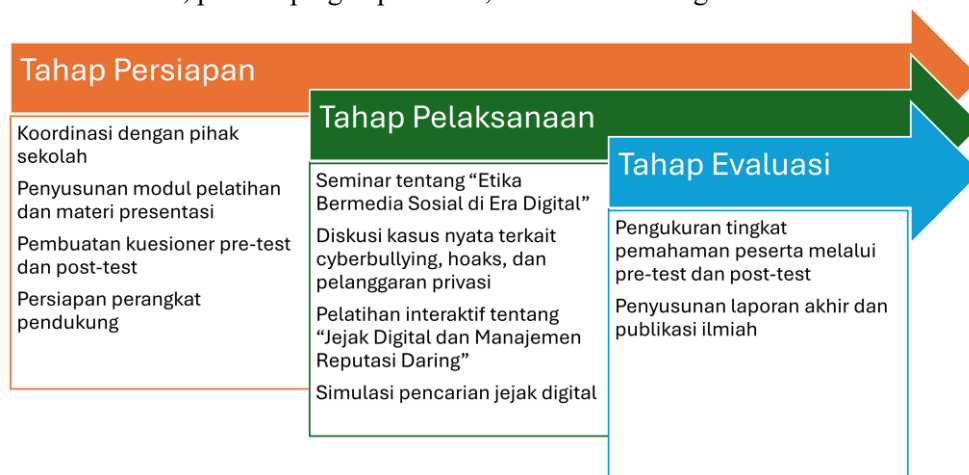 Tahap Persiapan
Koordinasi dengan pihak
sekolah
Penyusunan modul pelatihan
dan materi presentasi
Pembuatan kuesioner pre-test
dan post-test
Persiapan perangkat
pendukung
Tahap Pelaksanaan
Seminar tentang “Etika
Bermedia Sosial di Era Digital”
Diskusi kasus nyata terkait
cyberbullying, hoaks, dan
pelanggaran privasi
Pelatihan interaktif tentang
“Jejak Digital dan Manajemen
Reputasi Daring”
Simulasi pencarian jejak digital
Tahap Evaluasi
Pengukuran tingkat
pemahaman peserta melalui
pre-test dan post-test
Penyusunan laporan akhir dan
publikasi ilmiah